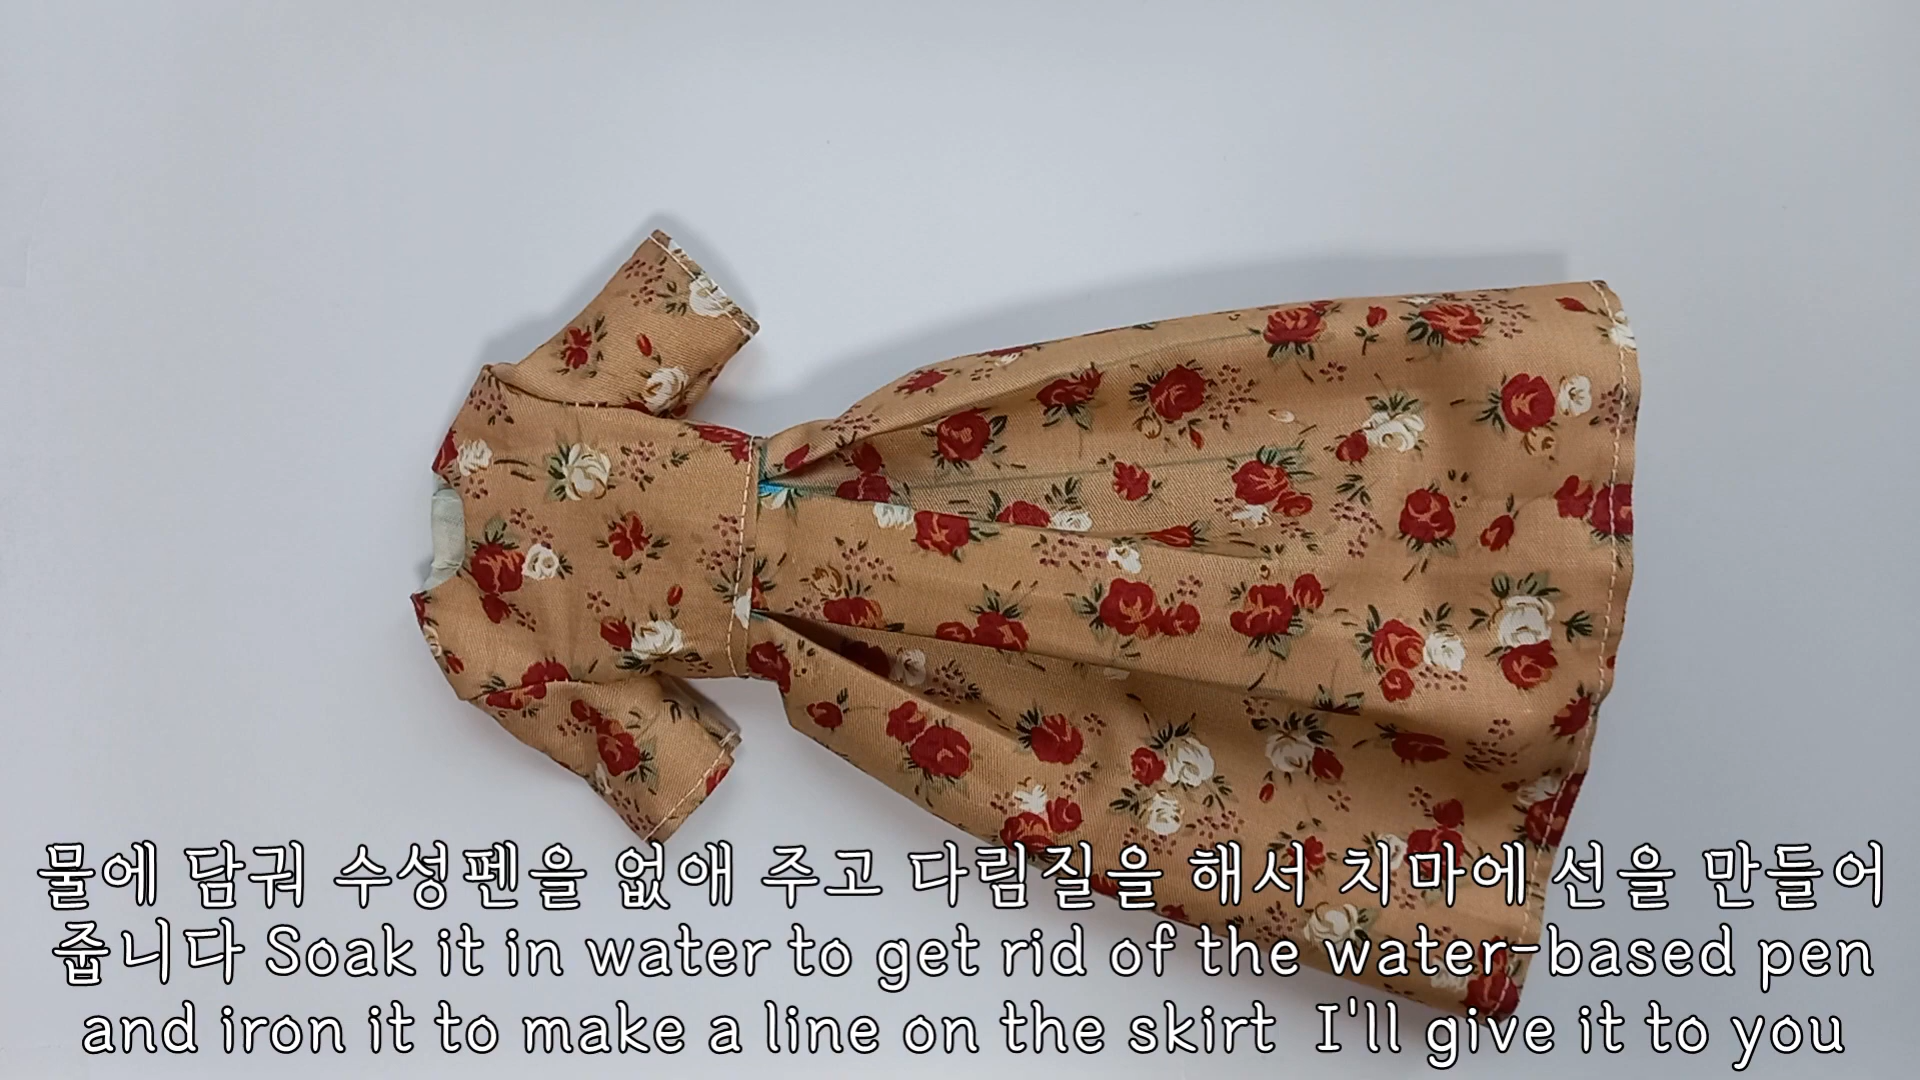 물에 담궈 수성펜을 없애 주고 다림질을 해서 치마에 선을 만들어
줍니다 Soak it in water to get rid of the water-based pen
and iron it to make a line on the skirt I'll give it to you